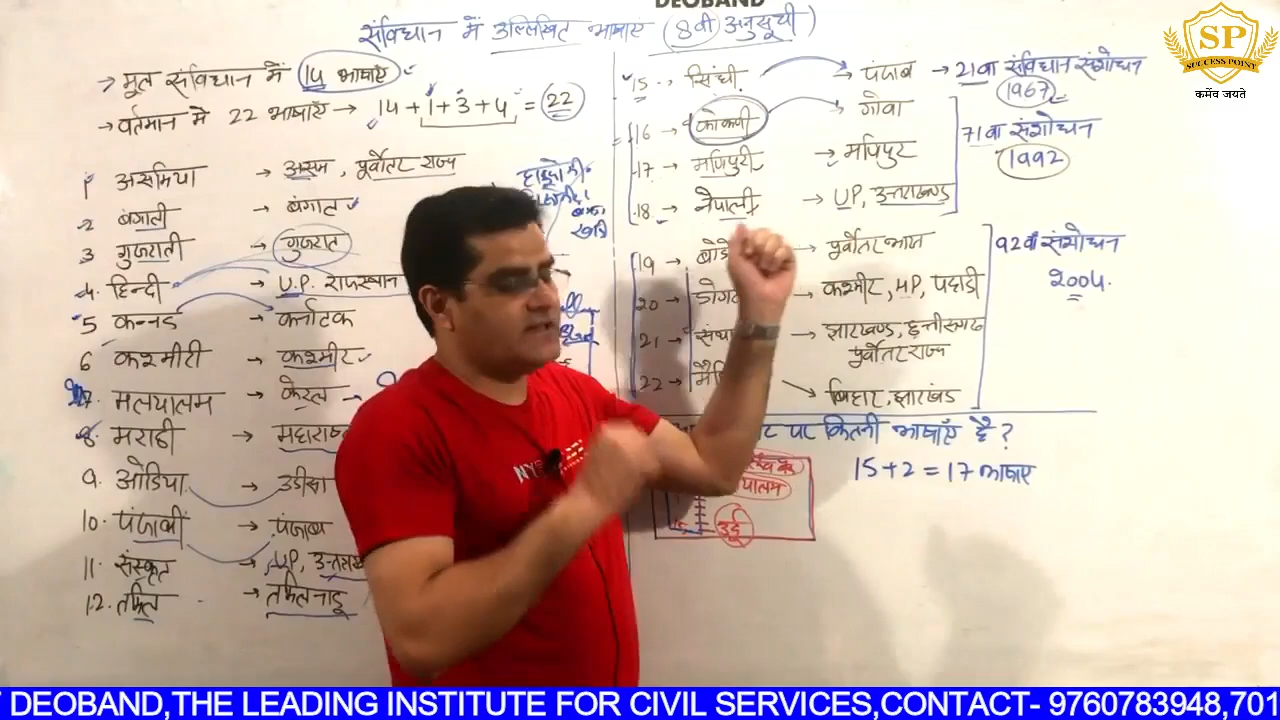 DEOBAND
संविधान में उल्लिखित भाषाएं (8वी अनुसूची)
SP
SUCCESS POINT
कर्मेव जयते
→ मूल संविधान में 14 भाषाएं
→ वर्तमान मे 22 भाषाएं → 14 + 1 + 3 + 4 = 22
1 असमिया → असम, पूर्वोतर राज्य
2 बंगाली → बंगाल
3 गुजराती → गुजरात
4. हिन्दी → U.P. राजस्थान
5 कन्नड → कर्नाटक
6 कश्मीरी → कश्मीर
7. मलयालम → केरल
8. मराठी → महाराष्
9. ओडिया → उडीसा
10. पंजाबी → पंजाब
11. संस्कृत → UP, उत्तराख
12. तमिल → तमिलनाडू
15. सिंधी → पंजाब → 21वा संविधान संशोधन
1967
16 → कोकणी → गोवा
17 → मणिपुरी → मणिपुर
18. → नेपाली → UP, उत्तराखण्ड
71वा संशोधन
1992
19 → बोडो → पूर्वोतर भारत
20 → डोग → कश्मीर, HP, पहाडी
21 → संथा → झारखण्ड, छत्तीसगढ
पूर्वोतर राज्य
22 → मैथि → बिहार, झारखंड
92वा संशोधन
2004.
ट पर कितनी भाषाएं है ?
15 + 2 = 17 भाषाए
यालम
उर्दू
DEOBAND,THE LEADING INSTITUTE FOR CIVIL SERVICES,CONTACT- 9760783948,701